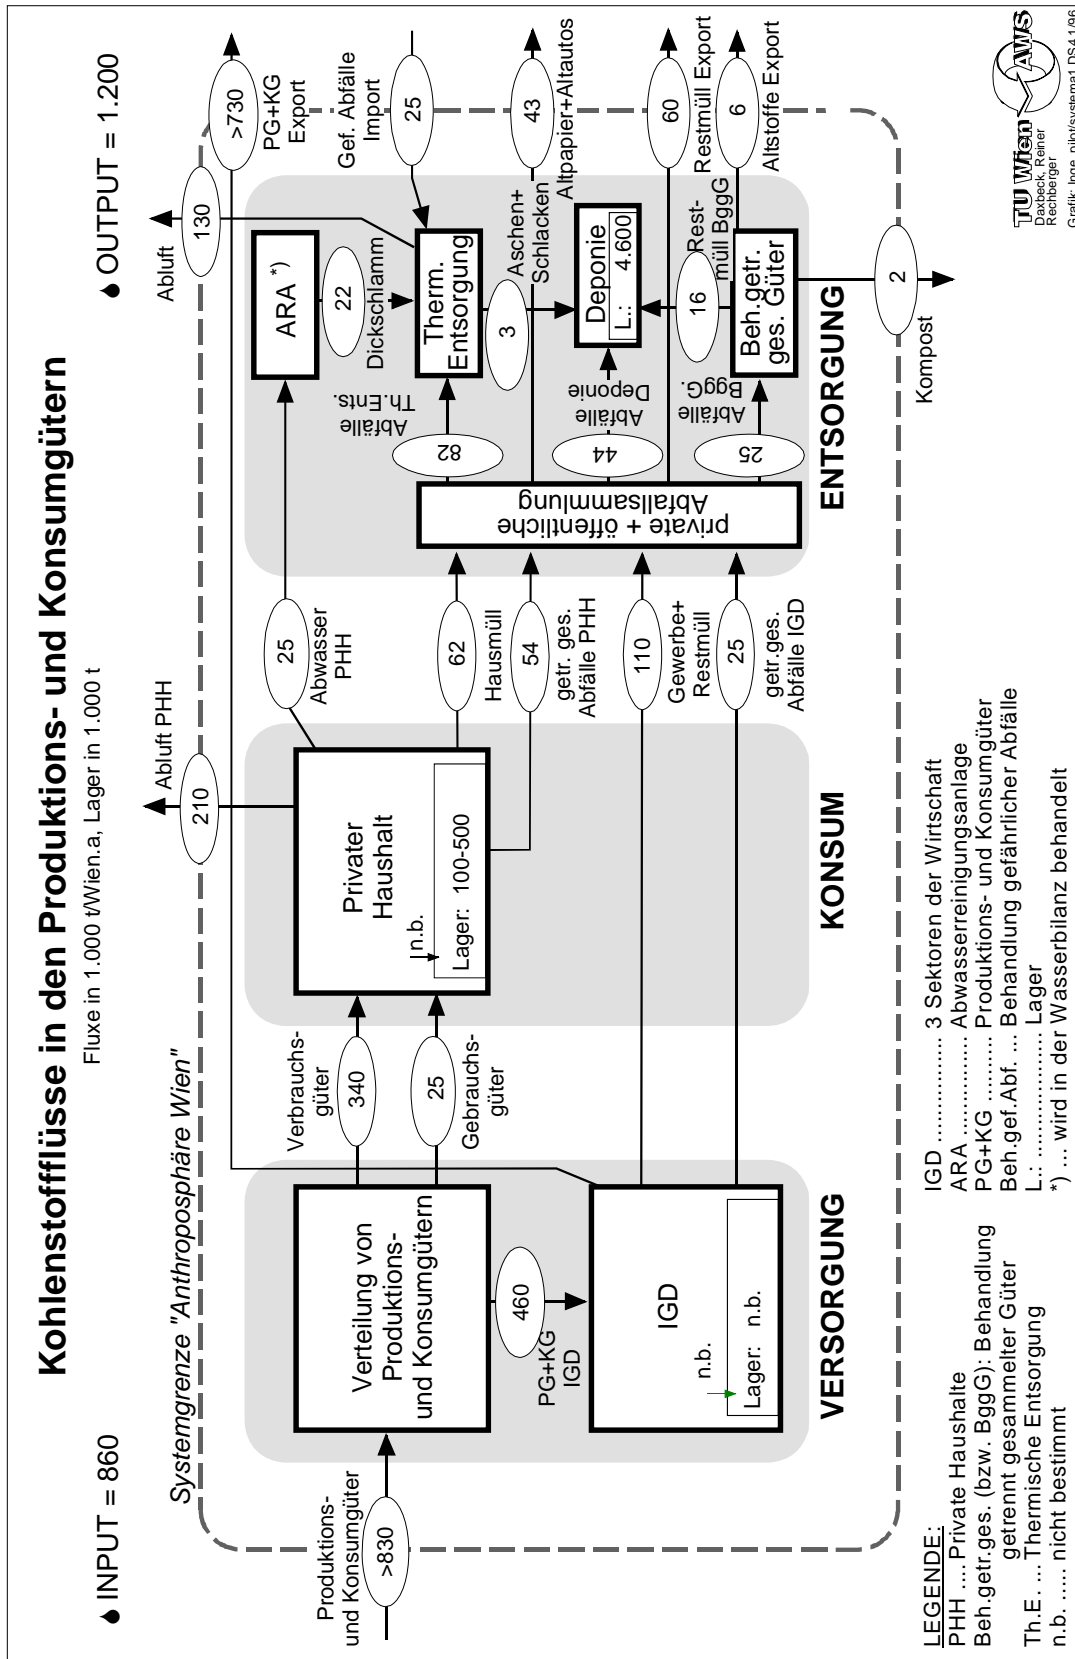 Kohlenstoffflüsse in den Produktions- und Konsumgütern
Fluxe in 1.000 t/Wien.a, Lager in 1.000 t
INPUT = 860
OUTPUT = 1.200
Systemgrenze "Anthroposphäre Wien"
Produktions-
und Konsumgüter
>830
Verteilung von
Produktions-
und Konsumgütern
460
PG+KG
IGD
IGD
n.b.
Lager: n.b.
VERSORGUNG
Verbrauchs-
güter
340
25
Gebrauchs-
güter
Abluft PHH
210
Privater
Haushalt
n.b.
Lager: 100-500
KONSUM
25
Abwasser
PHH
62
Hausmüll
54
getr. ges.
Abfälle PHH
110
Gewerbe+
Restmüll
25
getr.ges.
Abfälle IGD
private + öffentliche
Abfallsammlung
Abluft
130
ARA *)
22
Dickschlamm
Therm.
Entsorgung
Abfälle
Th.Ents.
82
3
Aschen+
Schlacken
Abfälle
Deponie
44
Deponie
L.: 4.600
Abfälle
BggG.
25
16
Rest-
müll BggG
Beh.getr.
ges. Güter
ENTSORGUNG
>730
PG+KG
Export
Gef. Abfälle
Import
25
43
Altpapier+Altautos
60
Restmüll Export
6
Altstoffe Export
2
Kompost
LEGENDE:
PHH .... Private Haushalte
Beh.getr.ges. (bzw. BggG): Behandlung
getrennt gesammelter Güter
Th.E. ... Thermische Entsorgung
n.b. ..... nicht bestimmt
IGD ................ 3 Sektoren der Wirtschaft
ARA ................ Abwasserreinigungsanlage
PG+KG ........... Produktions- und Konsumgüter
Beh.gef.Abf. ... Behandlung gefährlicher Abfälle
L.: ................... Lager
*) ... wird in der Wasserbilanz behandelt
TU Wien AWS
Daxbeck, Reiner
Rechberger
Grafik: Inge, pilot/systema1.DS4,1/96